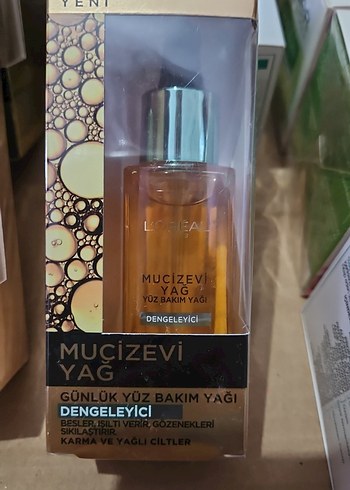 YENİ
L'ORÉAL
MUCİZEVİ
YAĞ
YÜZ BAKIM YAĞI
DENGELEYİCİ
MUCİZEVİ
YAĞ
GÜNLÜK YÜZ BAKIM YAĞI
DENGELEYİCİ
BESLER, IŞILTI VERİR, GÖZENEKLERİ
SIKILAŞTIRIR.
KARMA VE YAĞLI CİLTLER